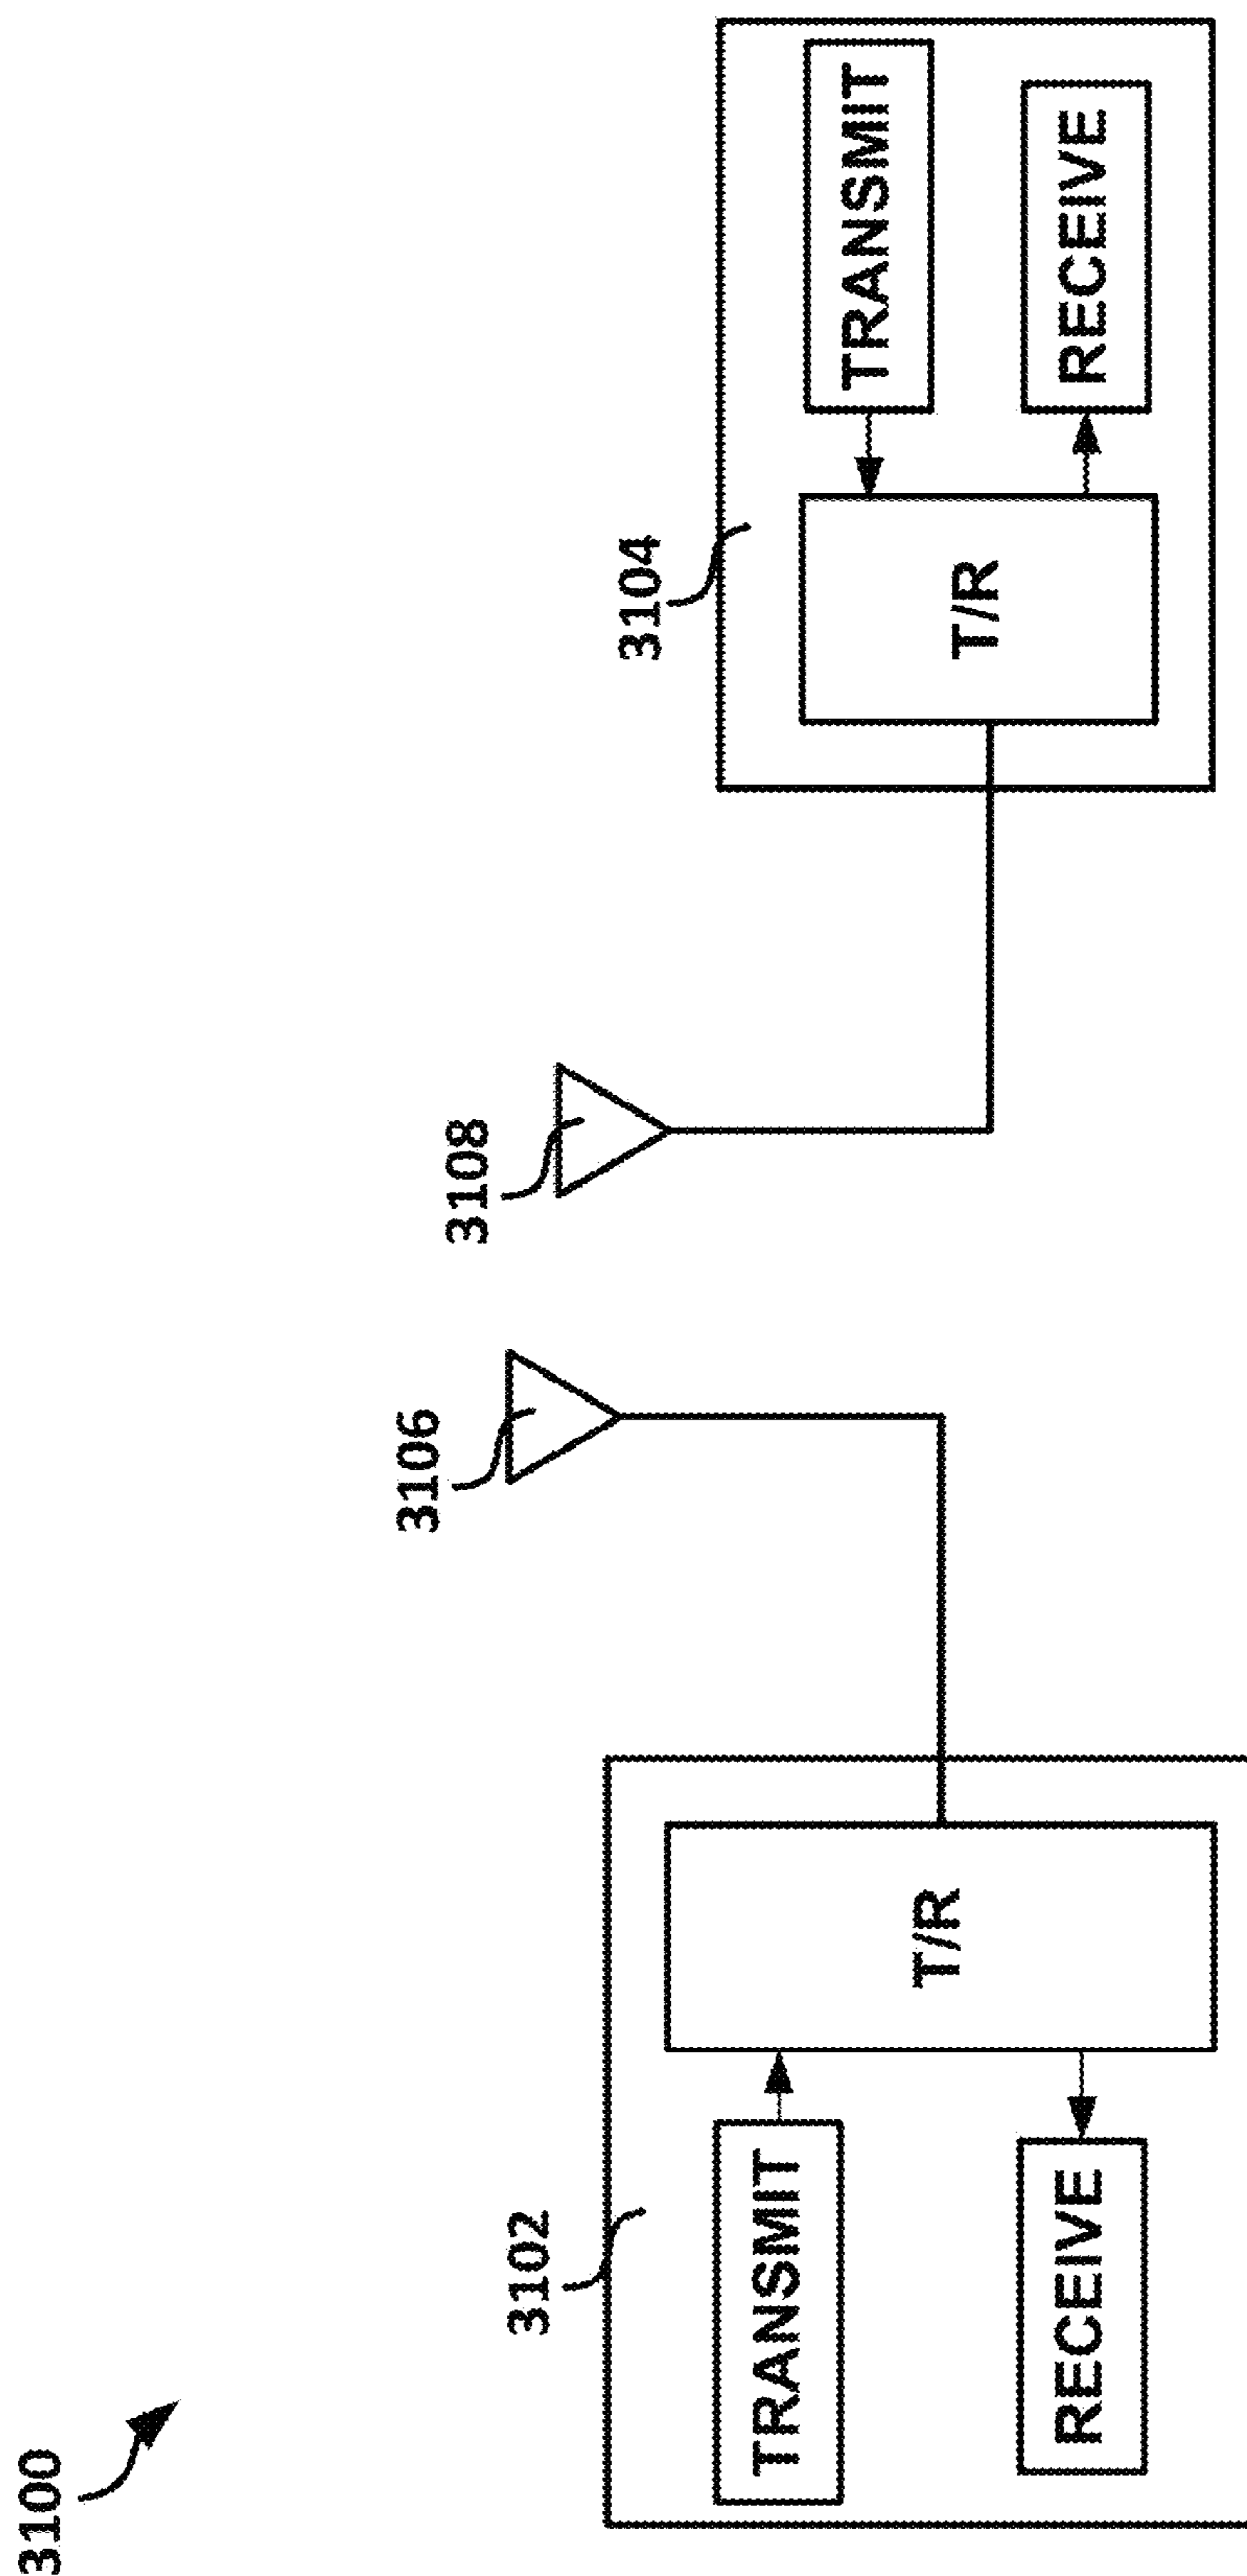 3100
3102
TRANSMIT
RECEIVE
T/R
3106
3108
3104
T/R
TRANSMIT
RECEIVE